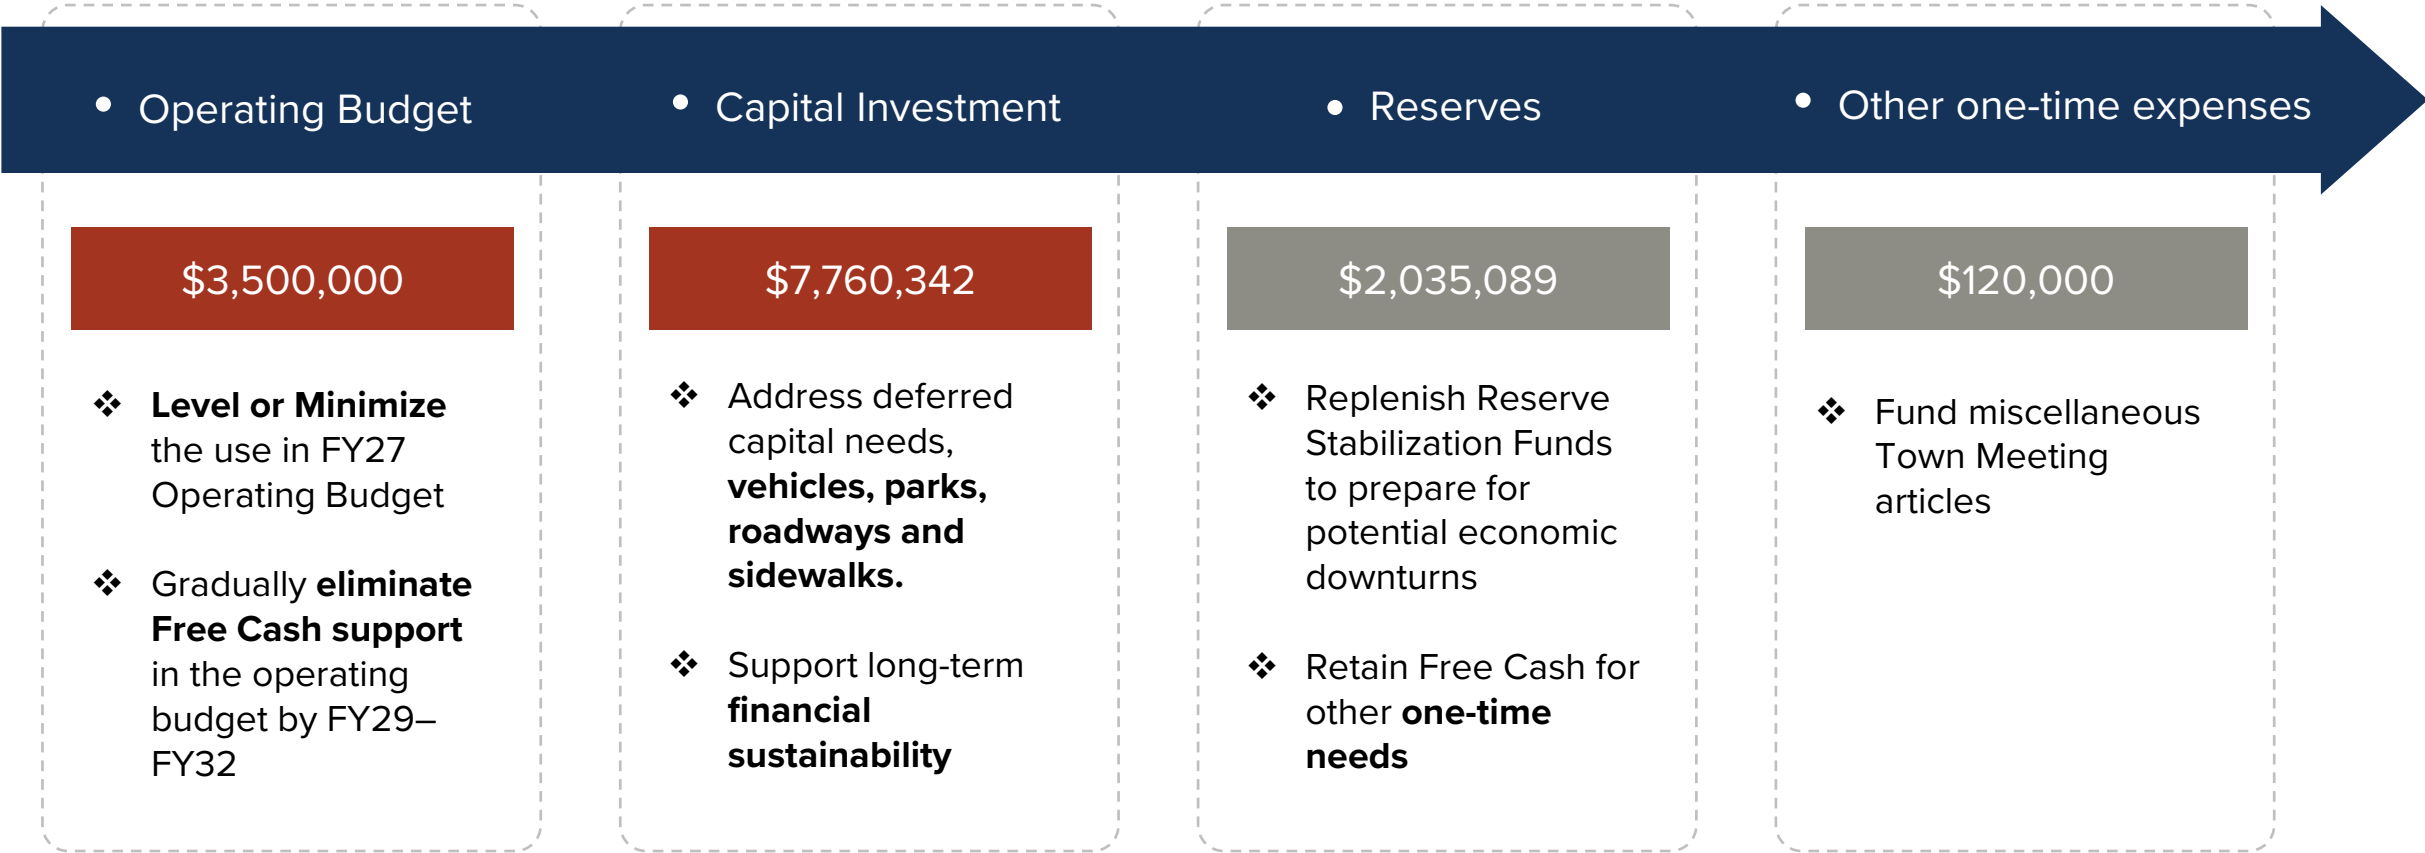 • Operating Budget
• Capital Investment
• Reserves
• Other one-time expenses
$3,500,000
$7,760,342
$2,035,089
$120,000
❖ Level or Minimize
the use in FY27
Operating Budget
❖ Gradually eliminate
Free Cash support
in the operating
budget by FY29–
FY32
❖ Address deferred
capital needs,
vehicles, parks,
roadways and
sidewalks.
❖ Support long-term
financial
sustainability
❖ Replenish Reserve
Stabilization Funds
to prepare for
potential economic
downturns
❖ Retain Free Cash for
other one-time
needs
❖ Fund miscellaneous
Town Meeting
articles